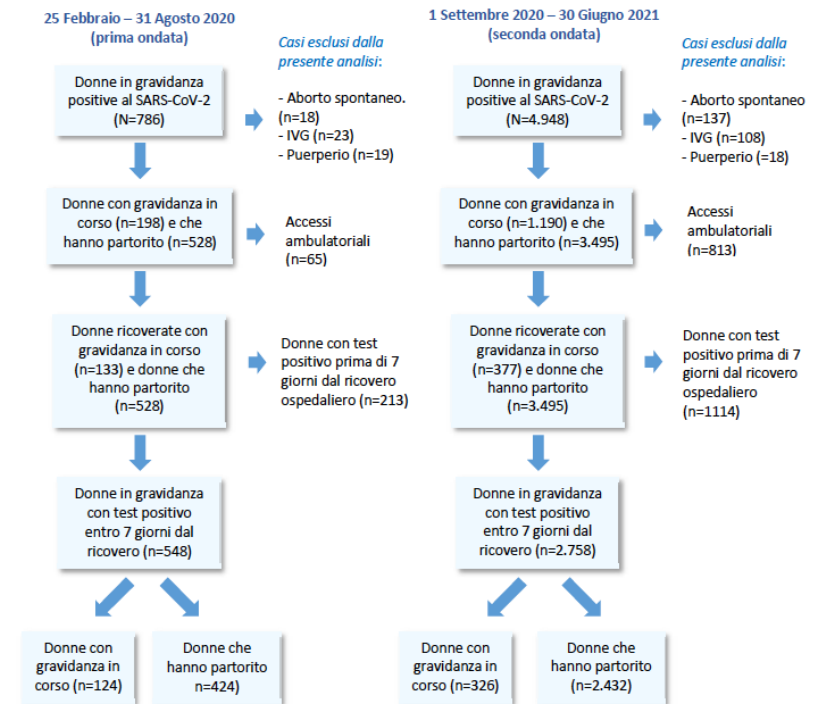 25 Febbraio – 31 Agosto 2020
(prima ondata)
Casi esclusi dalla
presente analisi:
Donne in gravidanza
positive al SARS-CoV-2
(N=786)
- Aborto spontaneo.
(n=18)
- IVG (n=23)
- Puerperio (n=19)
Donne con gravidanza in
corso (n=198) e che
hanno partorito (n=528)
Accessi
ambulatoriali
(n=65)
Donne ricoverate con
gravidanza in corso
(n=133) e donne che
hanno partorito
(n=528)
Donne con test
positivo prima di 7
giorni dal ricovero
ospedaliero (n=213)
Donne in gravidanza
con test positivo
entro 7 giorni dal
ricovero (n=548)
Donne con
gravidanza in
corso (n=124)
Donne che
hanno partorito
n=424)
1 Settembre 2020 – 30 Giugno 2021
(seconda ondata)
Casi esclusi dalla
presente analisi:
Donne in gravidanza
positive al SARS-CoV-2
(N=4.948)
- Aborto spontaneo
(n=137)
- IVG (n=108)
- Puerperio (=18)
Donne con gravidanza in
corso (n=1.190) e che
hanno partorito (n=3.495)
Accessi
ambulatoriali
(n=813)
Donne ricoverate con
gravidanza in corso
(n=377) e donne che
hanno partorito
(n=3.495)
Donne con test
positivo prima di 7
giorni dal ricovero
ospedaliero
(n=1114)
Donne in gravidanza
con test positivo
entro 7 giorni dal
ricovero (n=2.758)
Donne con
gravidanza in
corso (n=326)
Donne che
hanno partorito
(n=2.432)